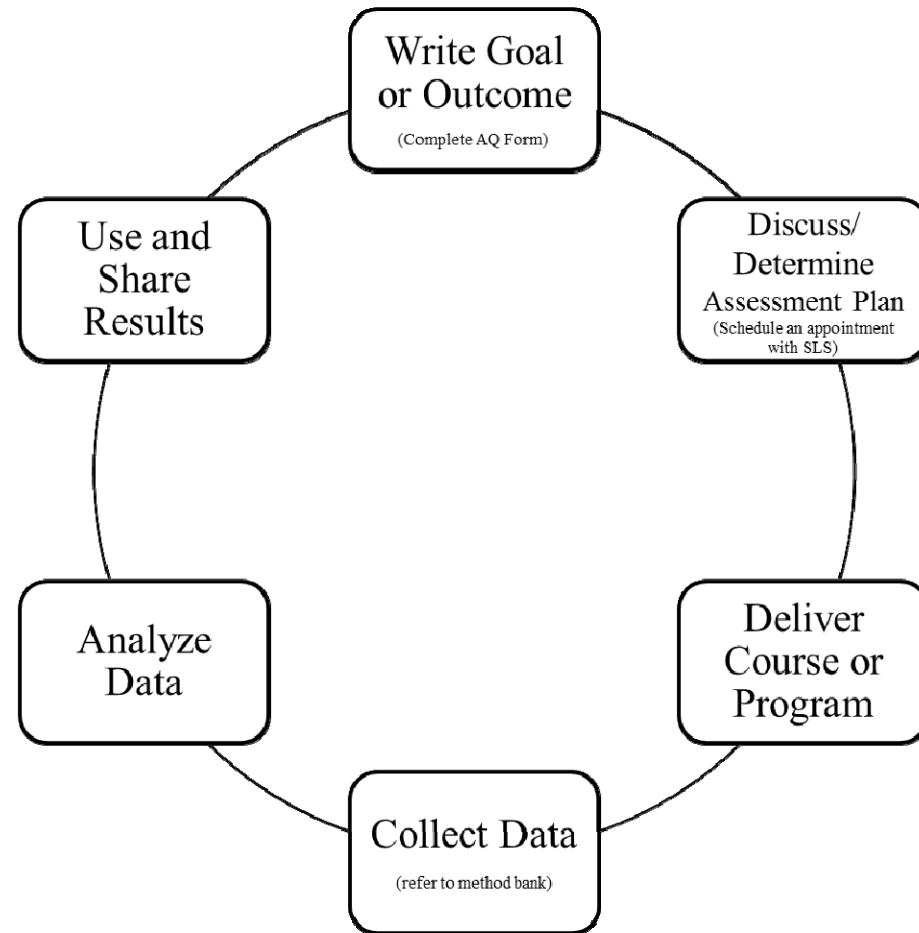 Write Goal
or Outcome
(Complete AQ Form)
Discuss/
Determine
Assessment Plan
(Schedule an appointment
with SLS)
Deliver
Course or
Program
Collect Data
(refer to method bank)
Analyze
Data
Use and
Share
Results